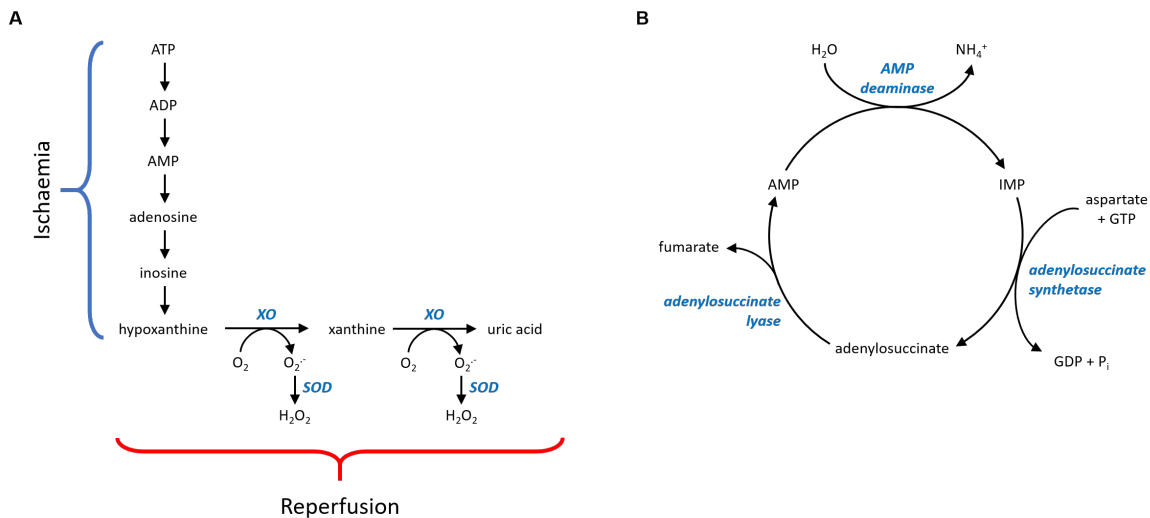 A
Ischaemia
ATP
ADP
AMP
adenosine
inosine
hypoxanthine
XO
xanthine
XO
uric acid
O₂
O₂·⁻
O₂
O₂·⁻
SOD
SOD
H₂O₂
H₂O₂
Reperfusion
B
H₂O
NH₄⁺
AMP
deaminase
AMP
IMP
aspartate
+ GTP
fumarate
adenylosuccinate
synthetase
adenylosuccinate
lyase
adenylosuccinate
GDP + Pᵢ